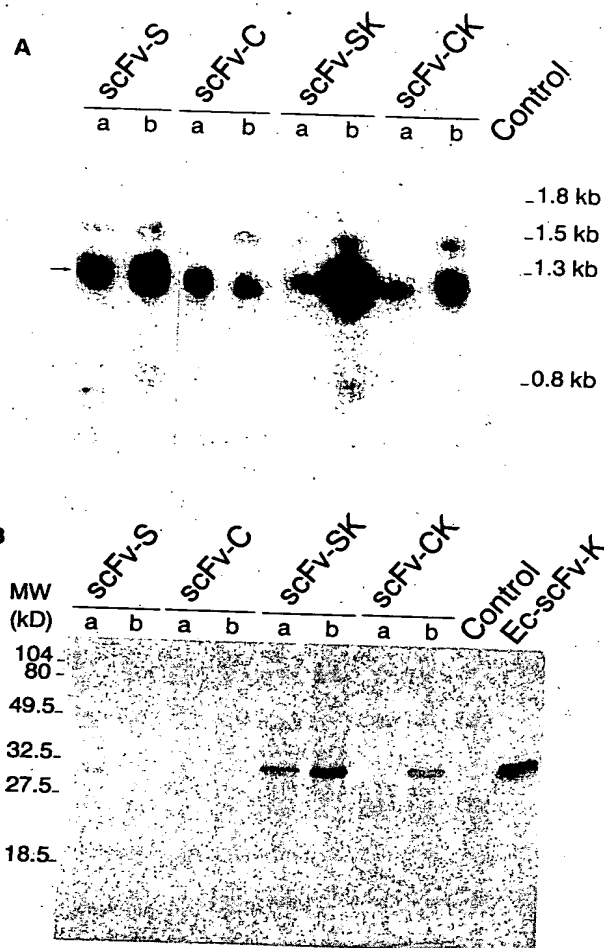 A
scFv-S scFv-C scFv-SK scFv-CK Control
a b a b a b a b
1.8 kb
1.5 kb
1.3 kb
0.8 kb
scFv-S scFv-C scFv-SK scFv-CK Control Ec-scFv-K
MW
(kD)
a b a b a b a b
104
80
49.5
32.5
27.5
18.5